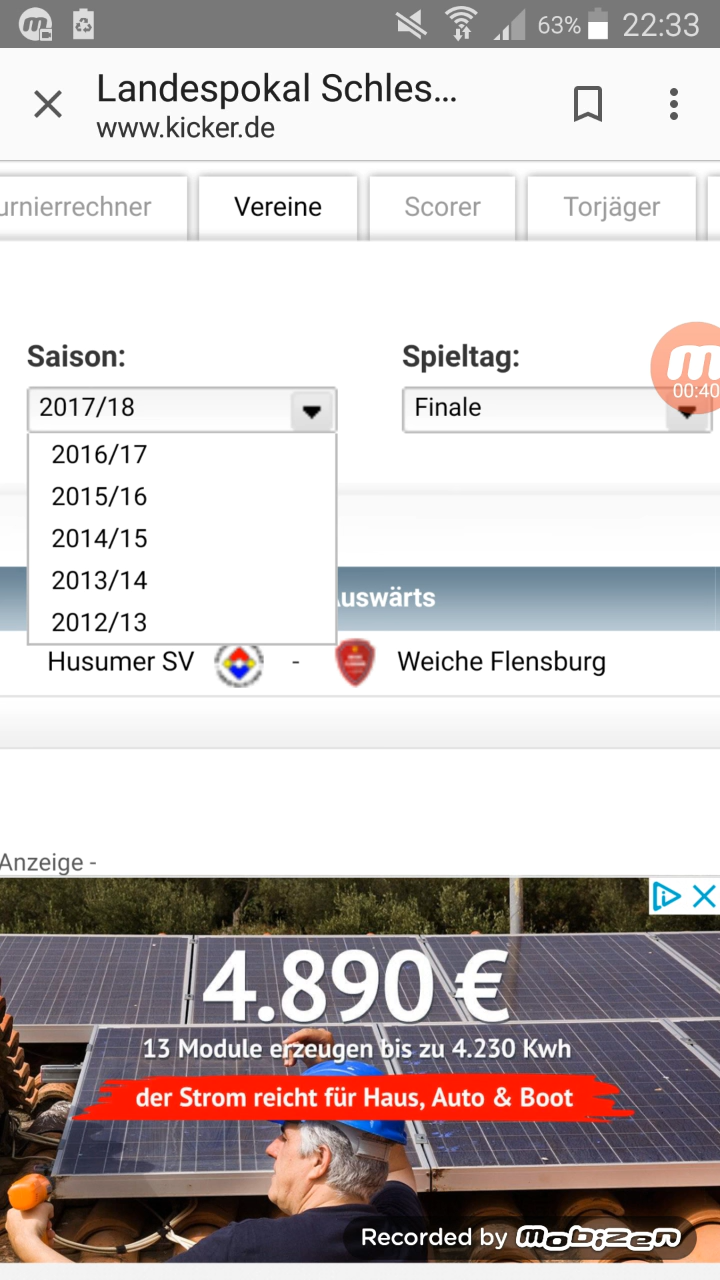 63% 22:33
Landespokal Schles...
www.kicker.de
urnierrechner Vereine Scorer Torjäger
Saison: Spieltag:
2017/18 Finale
00:40
2016/17
2015/16
2014/15
2013/14
2012/13
Auswärts
Husumer SV - Weiche Flensburg
Anzeige -
4.890 €
13 Module erzeugen bis zu 4.230 Kwh
der Strom reicht für Haus, Auto & Boot
Recorded by mobizen